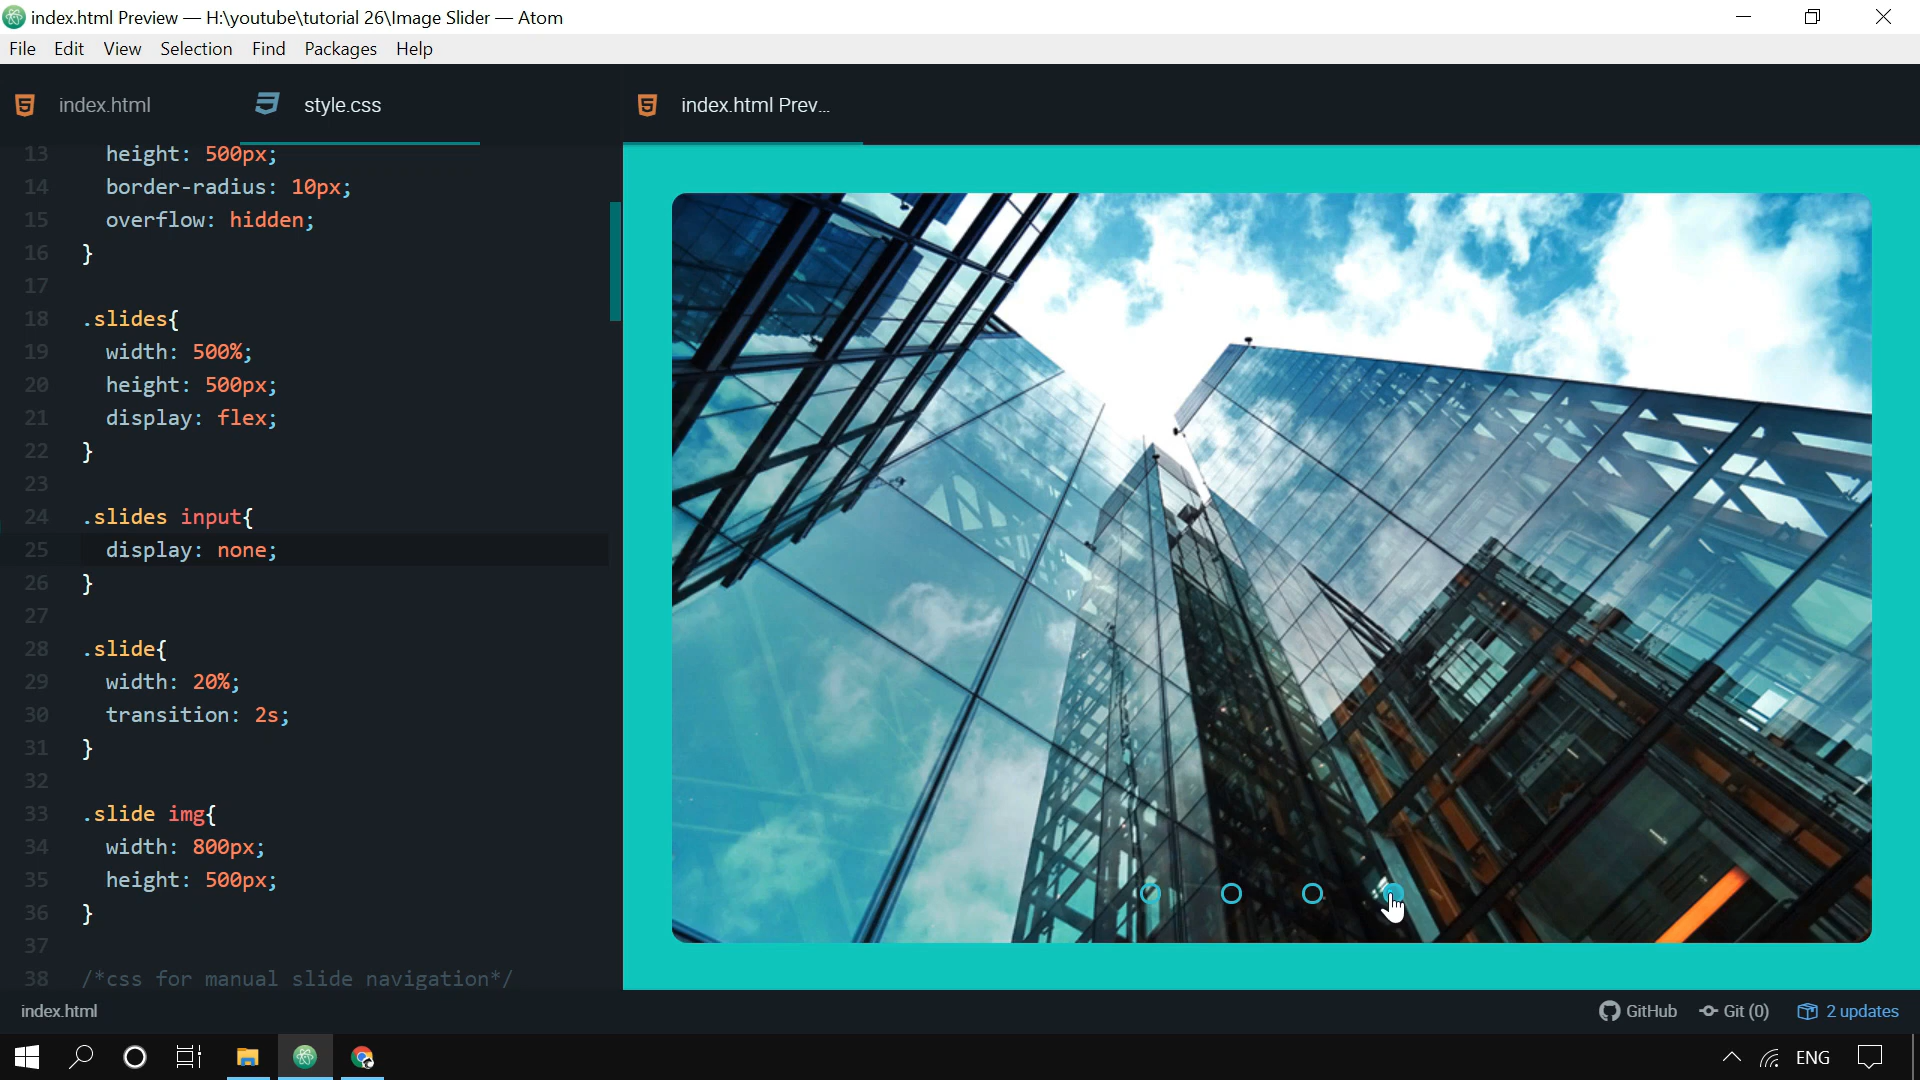 index.html Preview — H:\youtube\tutorial 26\Image Slider — Atom
File Edit View Selection Find Packages Help
index.html style.css index.html Prev...
13 height: 500px;
14 border-radius: 10px;
15 overflow: hidden;
16 }
17
18 .slides{
19 width: 500%;
20 height: 500px;
21 display: flex;
22 }
23
24 .slides input{
25 display: none;
26 }
27
28 .slide{
29 width: 20%;
30 transition: 2s;
31 }
32
33 .slide img{
34 width: 800px;
35 height: 500px;
36 }
37
38 /*css for manual slide navigation*/
index.html GitHub Git (0) 2 updates
ENG